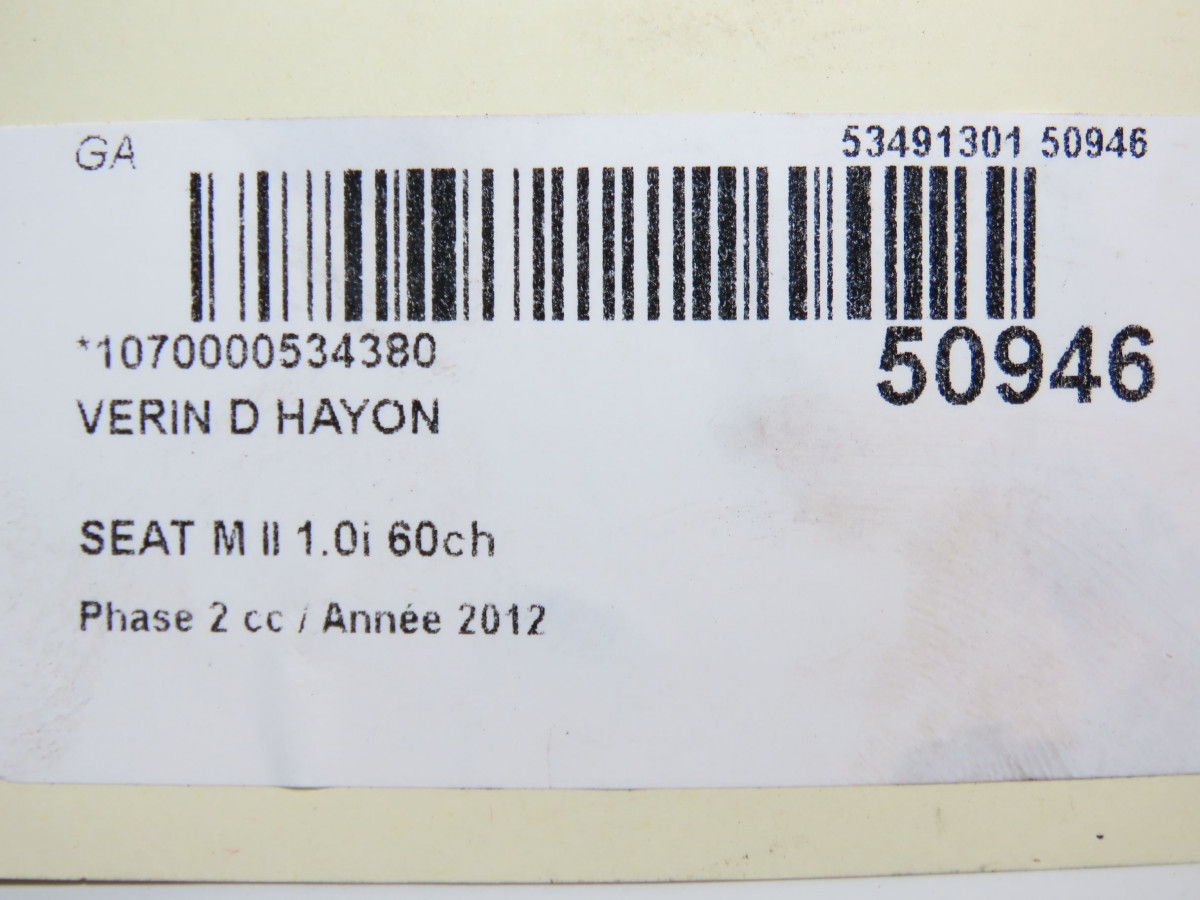 GA
53491301 50946
*1070000534380
50946
VERIN D HAYON
SEAT M II 1.0i 60ch
Phase 2 cc / Année 2012